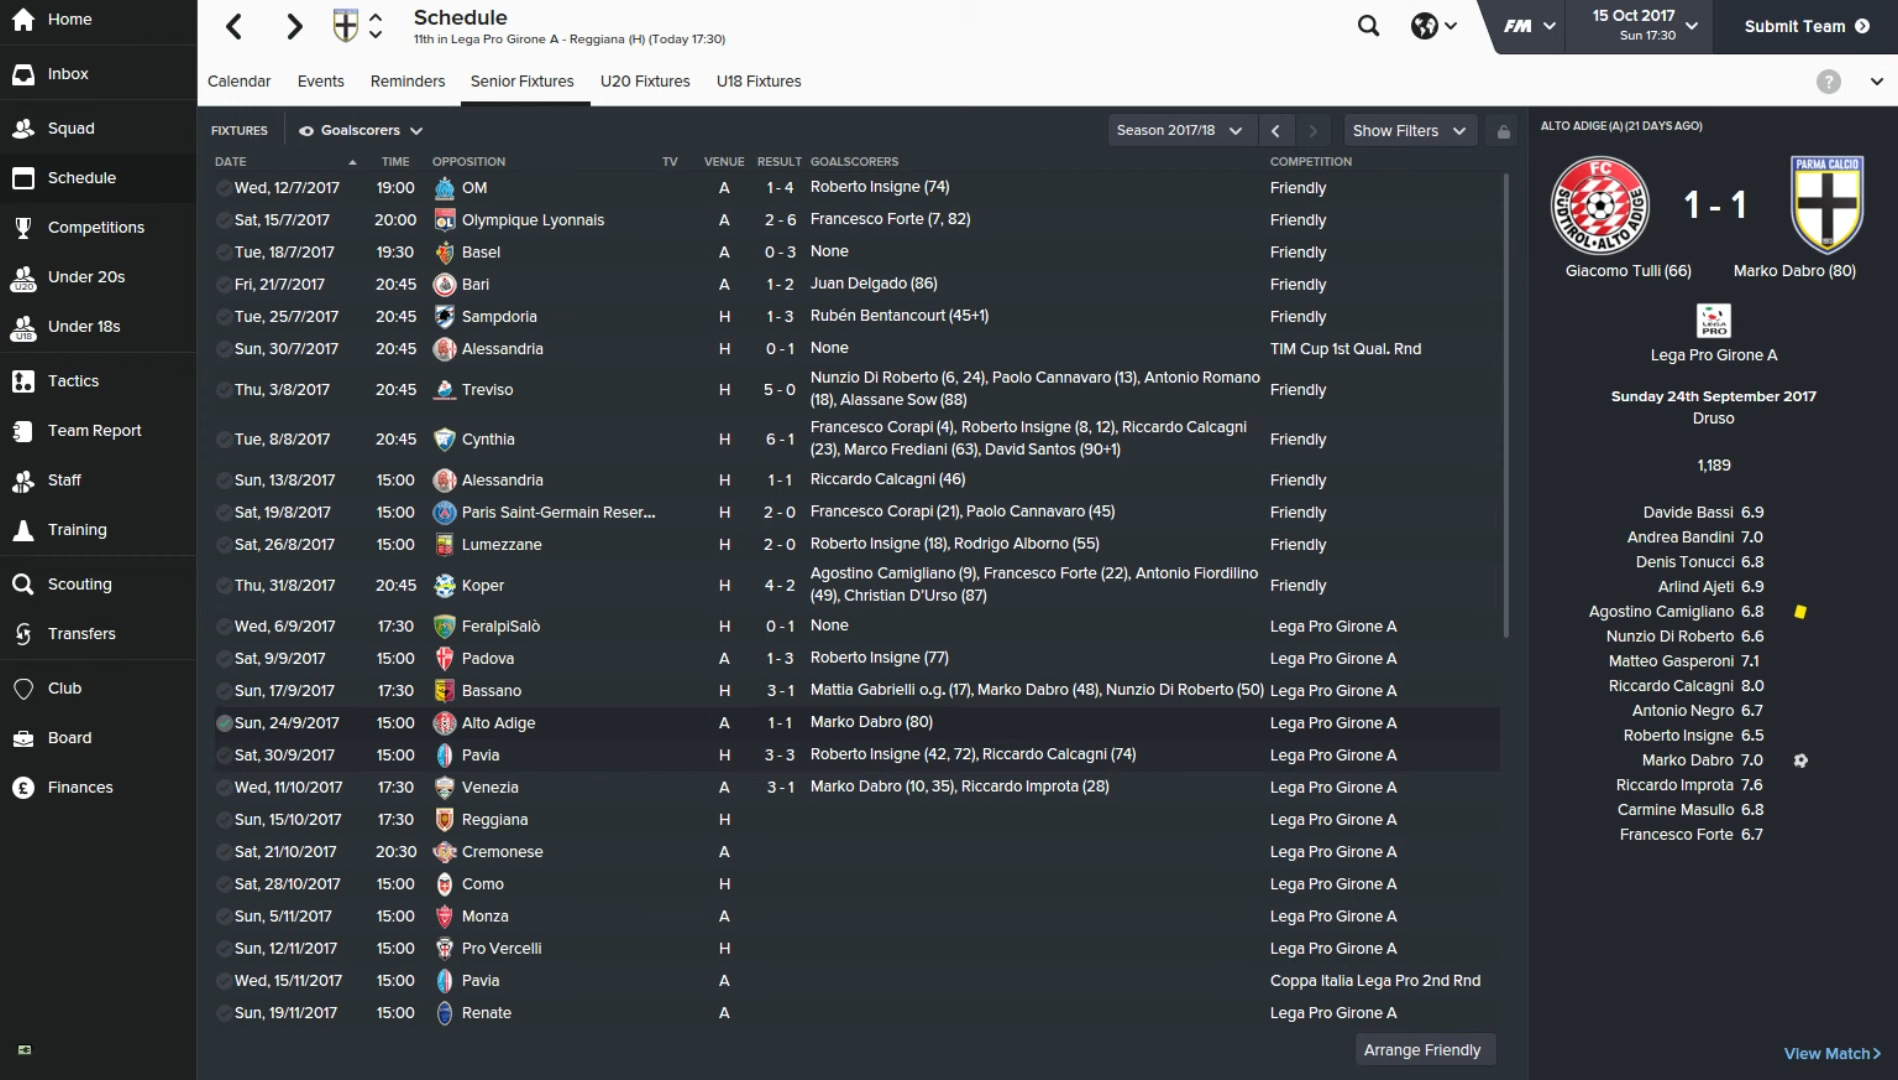 Home
Inbox
Squad
Schedule
Competitions
Under 20s
Under 18s
Tactics
Team Report
Staff
Training
Scouting
Transfers
Club
Board
Finances
U20
U18
Schedule
11th in Lega Pro Girone A - Reggiana (H) (Today 17:30)
FM
15 Oct 2017
Sun 17:30
Submit Team
Calendar Events Reminders Senior Fixtures U20 Fixtures U18 Fixtures
?
FIXTURES Goalscorers Season 2017/18 Show Filters
DATE TIME OPPOSITION TV VENUE RESULT GOALSCORERS COMPETITION
Wed, 12/7/2017 19:00 OM A 1 - 4 Roberto Insigne (74) Friendly
Sat, 15/7/2017 20:00 Olympique Lyonnais A 2 - 6 Francesco Forte (7, 82) Friendly
Tue, 18/7/2017 19:30 Basel A 0 - 3 None Friendly
Fri, 21/7/2017 20:45 Bari A 1 - 2 Juan Delgado (86) Friendly
Tue, 25/7/2017 20:45 Sampdoria H 1 - 3 Rubén Bentancourt (45+1) Friendly
Sun, 30/7/2017 20:45 Alessandria H 0 - 1 None TIM Cup 1st Qual. Rnd
Thu, 3/8/2017 20:45 Treviso H 5 - 0 Nunzio Di Roberto (6, 24), Paolo Cannavaro (13), Antonio Romano
(18), Alassane Sow (88) Friendly
Tue, 8/8/2017 20:45 Cynthia H 6 - 1 Francesco Corapi (4), Roberto Insigne (8, 12), Riccardo Calcagni
(23), Marco Frediani (63), David Santos (90+1) Friendly
Sun, 13/8/2017 15:00 Alessandria H 1 - 1 Riccardo Calcagni (46) Friendly
Sat, 19/8/2017 15:00 Paris Saint-Germain Reser... H 2 - 0 Francesco Corapi (21), Paolo Cannavaro (45) Friendly
Sat, 26/8/2017 15:00 Lumezzane H 2 - 0 Roberto Insigne (18), Rodrigo Alborno (55) Friendly
Thu, 31/8/2017 20:45 Koper H 4 - 2 Agostino Camigliano (9), Francesco Forte (22), Antonio Fiordilino
(49), Christian D'Urso (87) Friendly
Wed, 6/9/2017 17:30 FeralpiSalò H 0 - 1 None Lega Pro Girone A
Sat, 9/9/2017 15:00 Padova A 1 - 3 Roberto Insigne (77) Lega Pro Girone A
Sun, 17/9/2017 17:30 Bassano H 3 - 1 Mattia Gabrielli o.g. (17), Marko Dabro (48), Nunzio Di Roberto (50) Lega Pro Girone A
Sun, 24/9/2017 15:00 Alto Adige A 1 - 1 Marko Dabro (80) Lega Pro Girone A
Sat, 30/9/2017 15:00 Pavia H 3 - 3 Roberto Insigne (42, 72), Riccardo Calcagni (74) Lega Pro Girone A
Wed, 11/10/2017 17:30 Venezia A 3 - 1 Marko Dabro (10, 35), Riccardo Improta (28) Lega Pro Girone A
Sun, 15/10/2017 17:30 Reggiana H Lega Pro Girone A
Sat, 21/10/2017 20:30 Cremonese A Lega Pro Girone A
Sat, 28/10/2017 15:00 Como H Lega Pro Girone A
Sun, 5/11/2017 15:00 Monza A Lega Pro Girone A
Sun, 12/11/2017 15:00 Pro Vercelli H Lega Pro Girone A
Wed, 15/11/2017 15:00 Pavia A Coppa Italia Lega Pro 2nd Rnd
Sun, 19/11/2017 15:00 Renate A Lega Pro Girone A
Arrange Friendly
ALTO ADIGE (A) (21 DAYS AGO)
FC
SÜDTIROL·ALTO ADIGE
1 - 1
PARMA CALCIO
Giacomo Tulli (66) Marko Dabro (80)
LEGA
PRO
Lega Pro Girone A
Sunday 24th September 2017
Druso
1,189
Davide Bassi 6.9
Andrea Bandini 7.0
Denis Tonucci 6.8
Arlind Ajeti 6.9
Agostino Camigliano 6.8
Nunzio Di Roberto 6.6
Matteo Gasperoni 7.1
Riccardo Calcagni 8.0
Antonio Negro 6.7
Roberto Insigne 6.5
Marko Dabro 7.0
Riccardo Improta 7.6
Carmine Masullo 6.8
Francesco Forte 6.7
View Match>